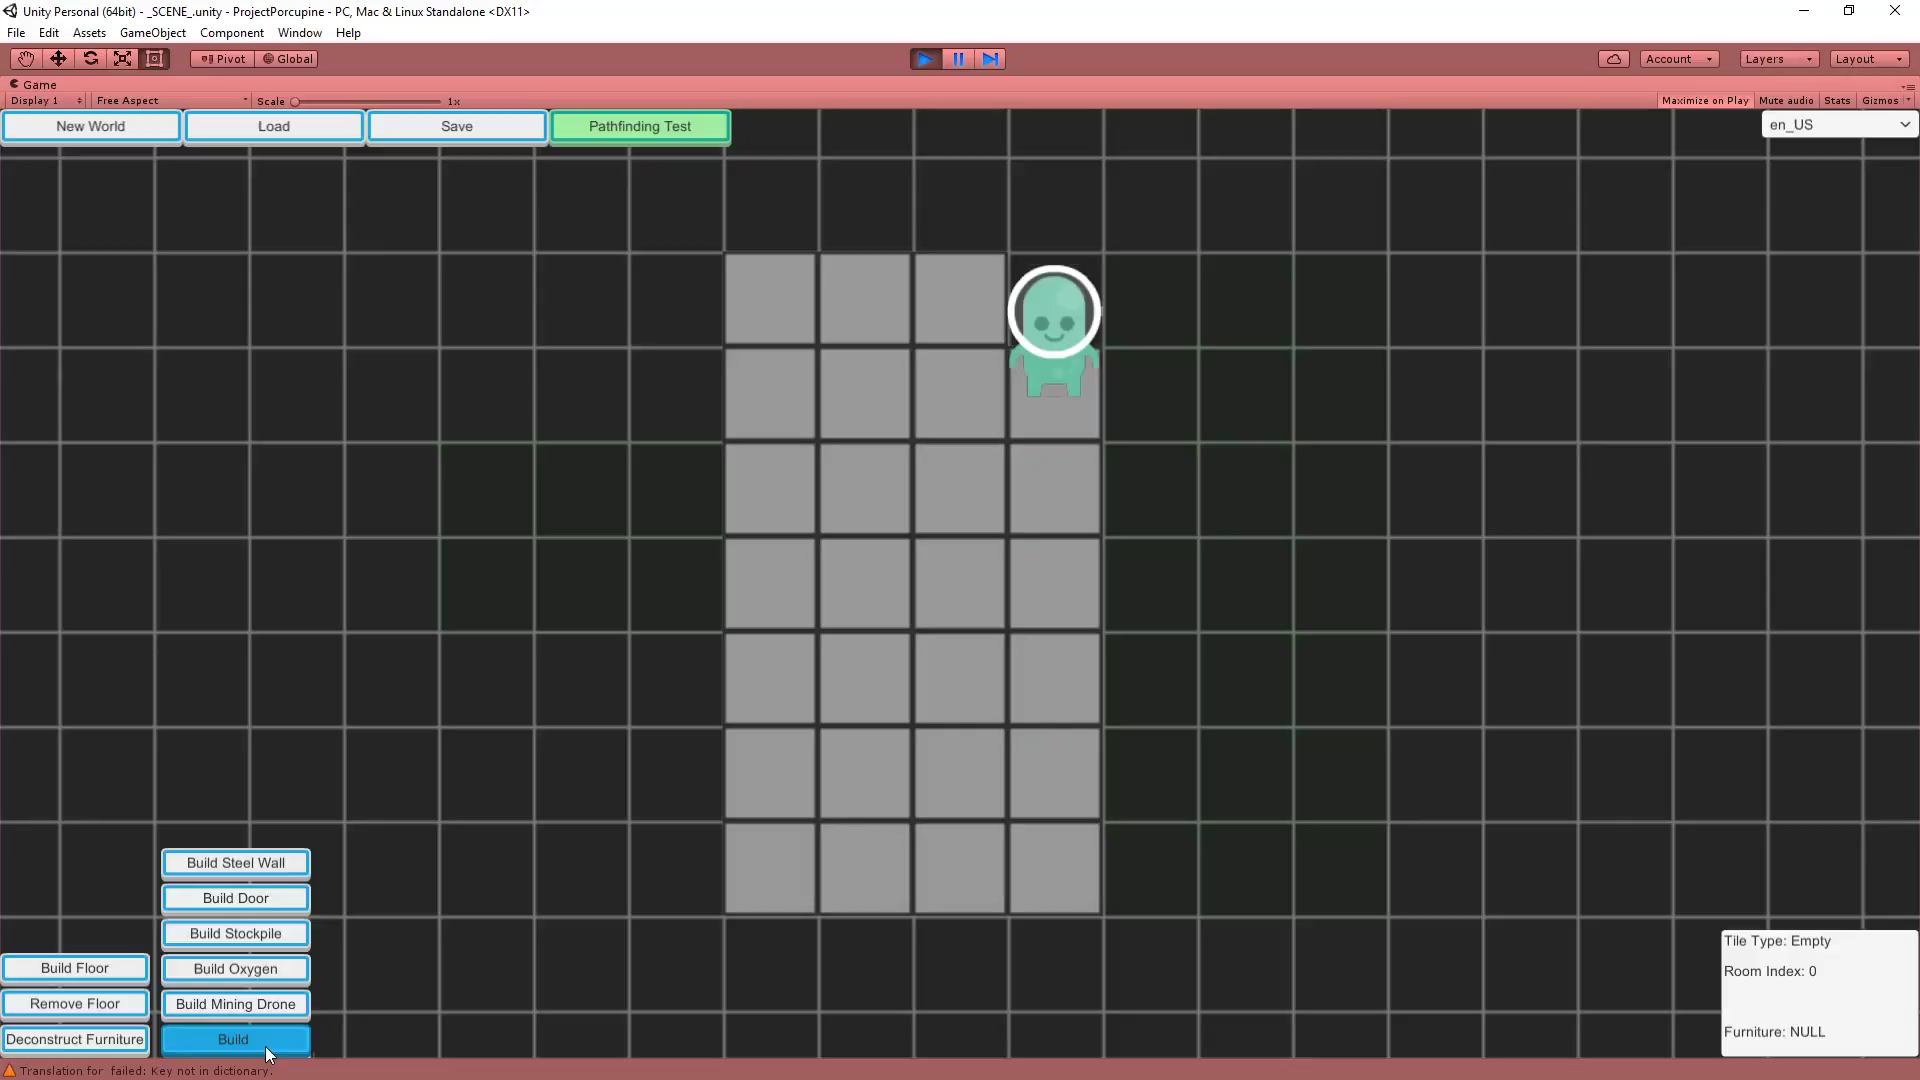 Unity Personal (64bit) - _SCENE_.unity - ProjectPorcupine - PC, Mac & Linux Standalone <DX11>
File Edit Assets GameObject Component Window Help
Pivot Global Account Layers Layout
Game
Display 1 Free Aspect Scale 1x Maximize on Play Mute audio Stats Gizmos
New World Load Save Pathfinding Test en_US
Build Steel Wall
Build Door
Build Stockpile
Build Oxygen
Build Mining Drone
Build
Build Floor
Remove Floor
Deconstruct Furniture
Tile Type: Empty
Room Index: 0
Furniture: NULL
Translation for  failed: Key not in dictionary.